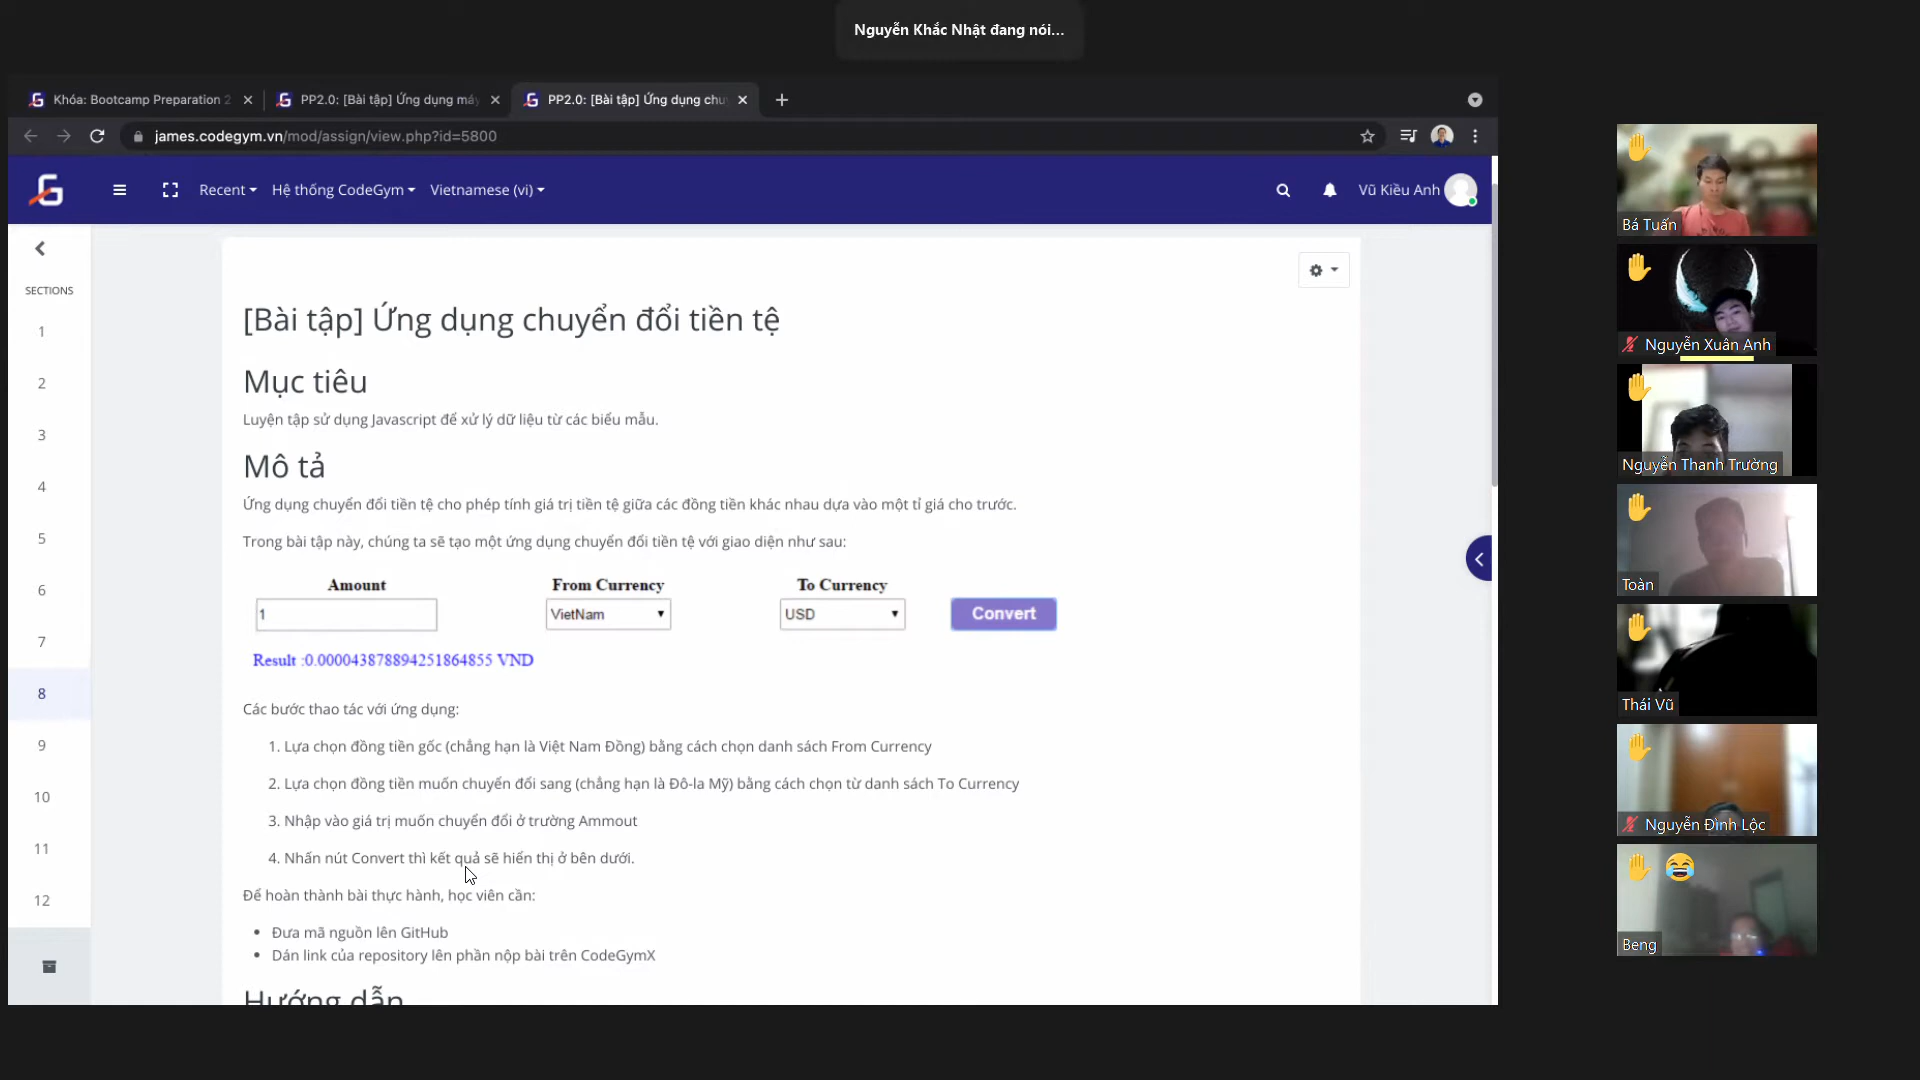 Nguyễn Khắc Nhật đang nói...
Khóa: Bootcamp Preparation 2
PP2.0: [Bài tập] Ứng dụng máy
PP2.0: [Bài tập] Ứng dụng chu
james.codegym.vn/mod/assign/view.php?id=5800
Recent
Hệ thống CodeGym
Vietnamese (vi)
Vũ Kiều Anh
SECTIONS
1
2
3
4
5
6
7
8
9
10
11
12
[Bài tập] Ứng dụng chuyển đổi tiền tệ
Mục tiêu
Luyện tập sử dụng Javascript để xử lý dữ liệu từ các biểu mẫu.
Mô tả
Ứng dụng chuyển đổi tiền tệ cho phép tính giá trị tiền tệ giữa các đồng tiền khác nhau dựa vào một tỉ giá cho trước.
Trong bài tập này, chúng ta sẽ tạo một ứng dụng chuyển đổi tiền tệ với giao diện như sau:
Amount From Currency To Currency
1 VietNam USD Convert
Result :0.000043878894251864855 VND
Các bước thao tác với ứng dụng:
1. Lựa chọn đồng tiền gốc (chẳng hạn là Việt Nam Đồng) bằng cách chọn danh sách From Currency
2. Lựa chọn đồng tiền muốn chuyển đổi sang (chẳng hạn là Đô-la Mỹ) bằng cách chọn từ danh sách To Currency
3. Nhập vào giá trị muốn chuyển đổi ở trường Ammout
4. Nhấn nút Convert thì kết quả sẽ hiển thị ở bên dưới.
Để hoàn thành bài thực hành, học viên cần:
Đưa mã nguồn lên GitHub
Dán link của repository lên phần nộp bài trên CodeGymX
Hướng dẫn
Bá Tuấn
Nguyễn Xuân Anh
Nguyễn Thanh Trường
Toàn
Thái Vũ
Nguyễn Đình Lộc
Beng